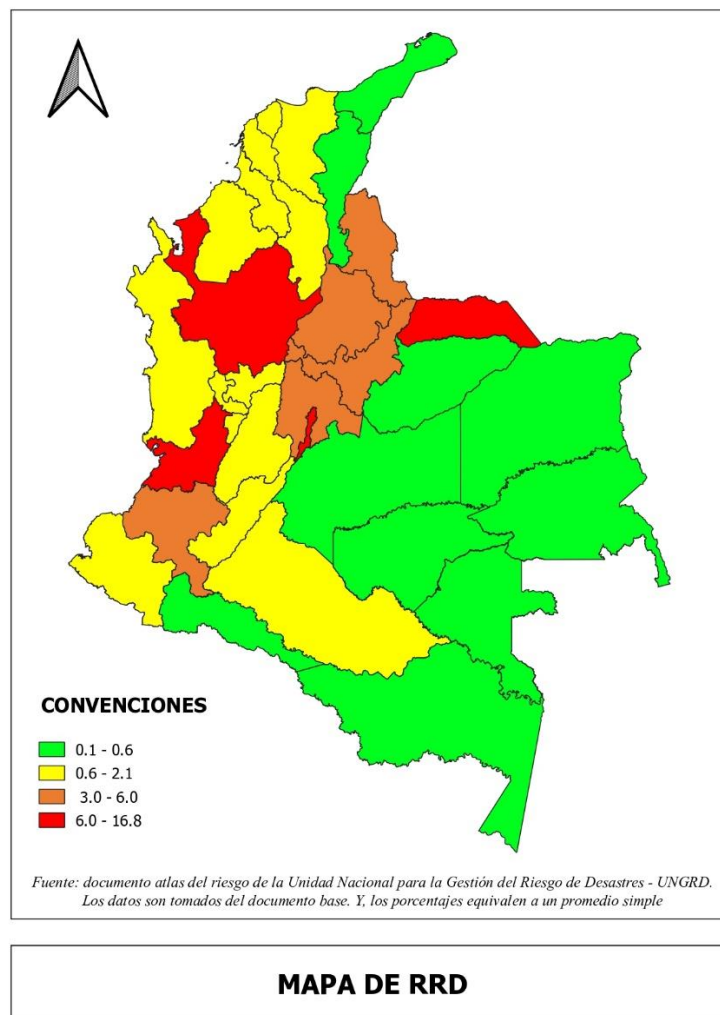 CONVENCIONES
0.1 - 0.6
0.6 - 2.1
3.0 - 6.0
6.0 - 16.8
Fuente: documento atlas del riesgo de la Unidad Nacional para la Gestión del Riesgo de Desastres - UNGRD.
Los datos son tomados del documento base. Y, los porcentajes equivalen a un promedio simple
MAPA DE RRD